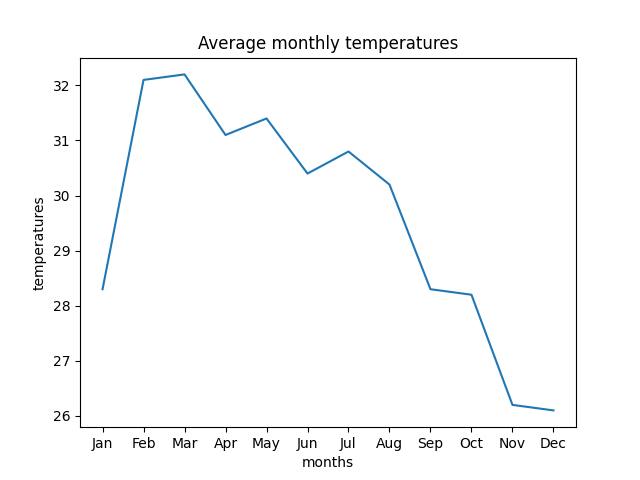 Average monthly temperatures
temperatures
32
31
30
29
28
27
26
Jan Feb Mar Apr May Jun Jul Aug Sep Oct Nov Dec
months